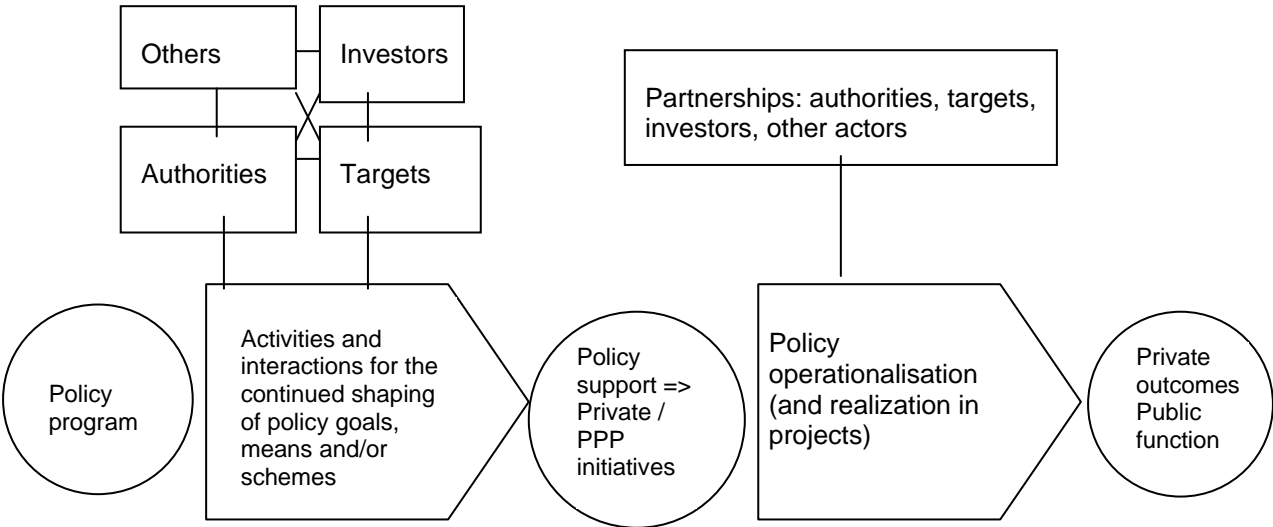 Others
Investors
Authorities
Targets
Partnerships: authorities, targets,
investors, other actors
Policy
program
Activities and
interactions for the
continued shaping
of policy goals,
means and/or
schemes
Policy
support =>
Private /
PPP
initiatives
Policy
operationalisation
(and realization in
projects)
Private
outcomes
Public
function